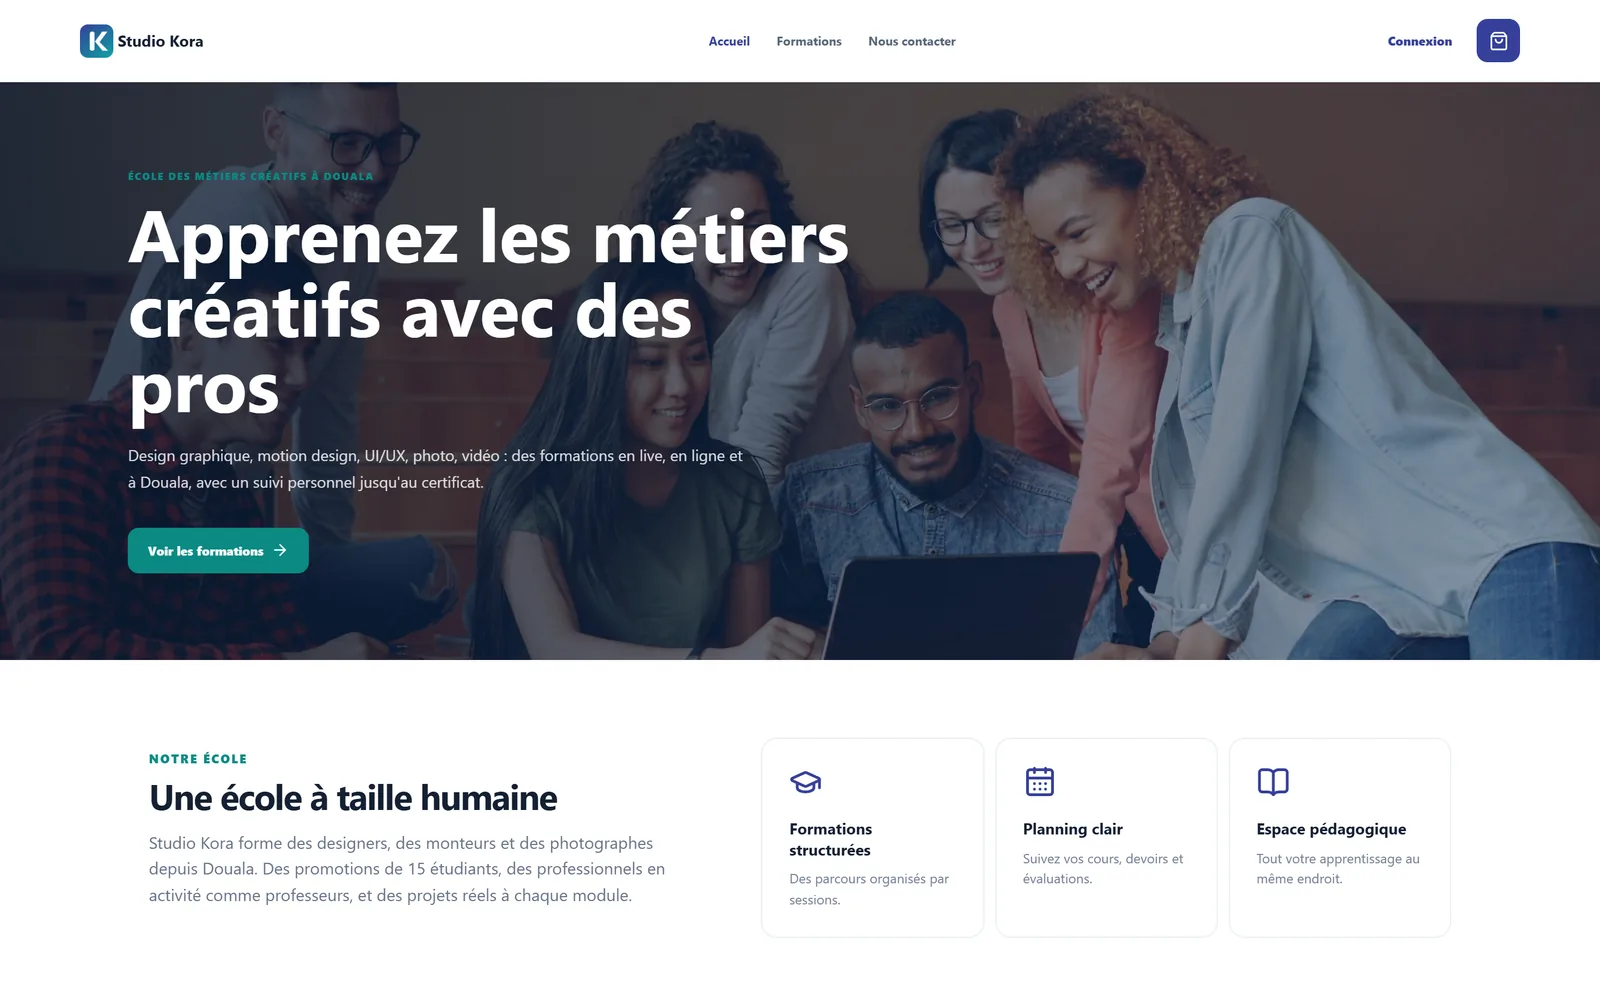 Studio Kora
Accueil
Formations
Nous contacter
Connexion
ÉCOLE DES MÉTIERS CRÉATIFS À DOUALA
Apprenez les métiers
créatifs avec des
pros
Design graphique, motion design, UI/UX, photo, vidéo : des formations en live, en ligne et
à Douala, avec un suivi personnel jusqu'au certificat.
Voir les formations
NOTRE ÉCOLE
Une école à taille humaine
Studio Kora forme des designers, des monteurs et des photographes
depuis Douala. Des promotions de 15 étudiants, des professionnels en
activité comme professeurs, et des projets réels à chaque module.
Formations
structurées
Des parcours organisés par
sessions.
Planning clair
Suivez vos cours, devoirs et
évaluations.
Espace pédagogique
Tout votre apprentissage au
même endroit.